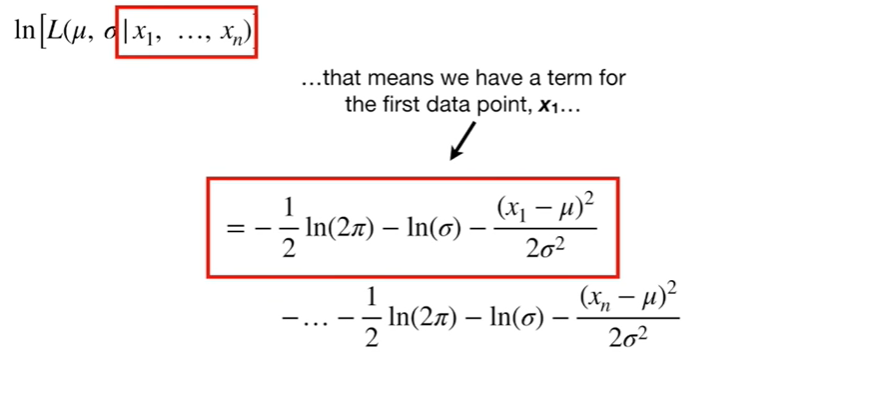 ln[L(μ, σ|x₁, …, xₙ)]
…that means we have a term for
the first data point, x₁…
= − 1/2 ln(2π) − ln(σ) − (x₁ − μ)²/2σ²
−… − 1/2 ln(2π) − ln(σ) − (xₙ − μ)²/2σ²